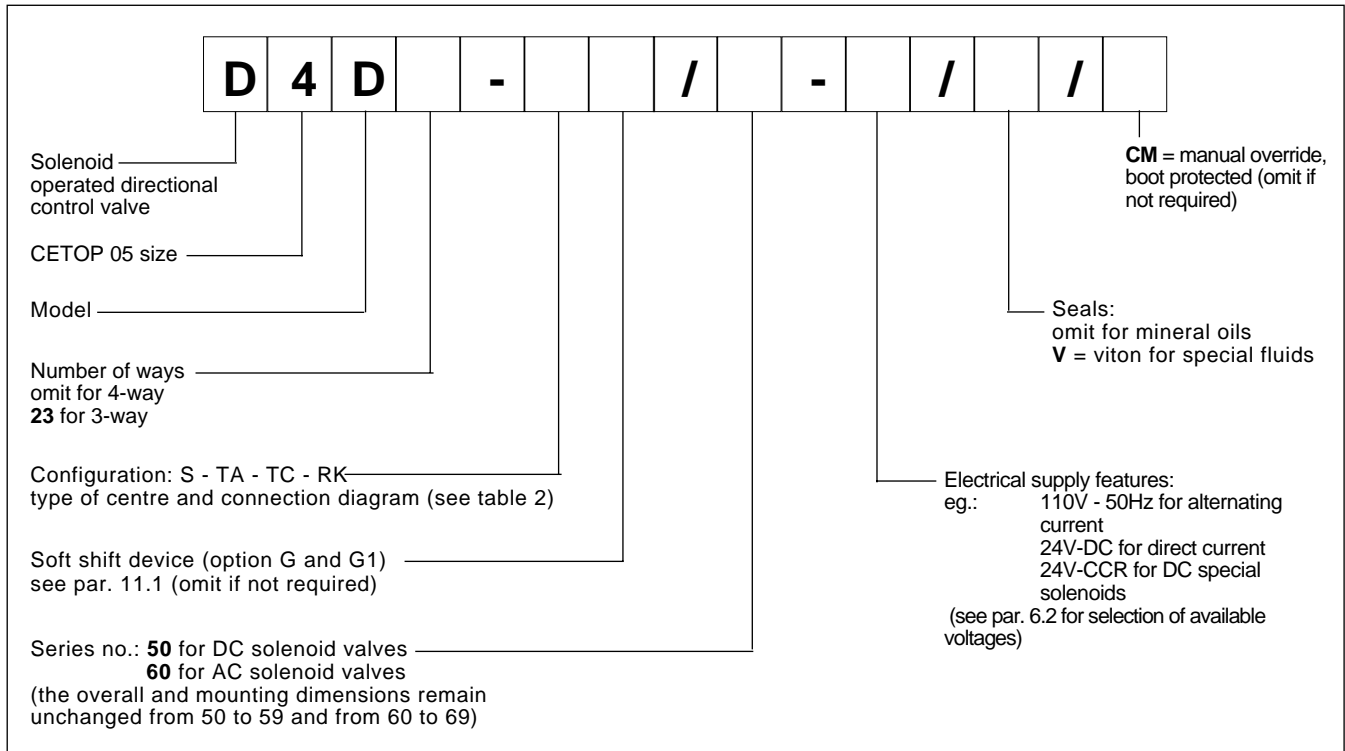 D 4 D - / - / /
Solenoid
operated directional
control valve
CETOP 05 size
Model
Number of ways
omit for 4-way
23 for 3-way
Configuration: S - TA - TC - RK
type of centre and connection diagram (see table 2)
Soft shift device (option G and G1)
see par. 11.1 (omit if not required)
Series no.: 50 for DC solenoid valves
60 for AC solenoid valves
(the overall and mounting dimensions remain
unchanged from 50 to 59 and from 60 to 69)
CM = manual override,
boot protected (omit if
not required)
Seals:
omit for mineral oils
V = viton for special fluids
Electrical supply features:
eg.: 110V - 50Hz for alternating
current
24V-DC for direct current
24V-CCR for DC special
solenoids
(see par. 6.2 for selection of available
voltages)